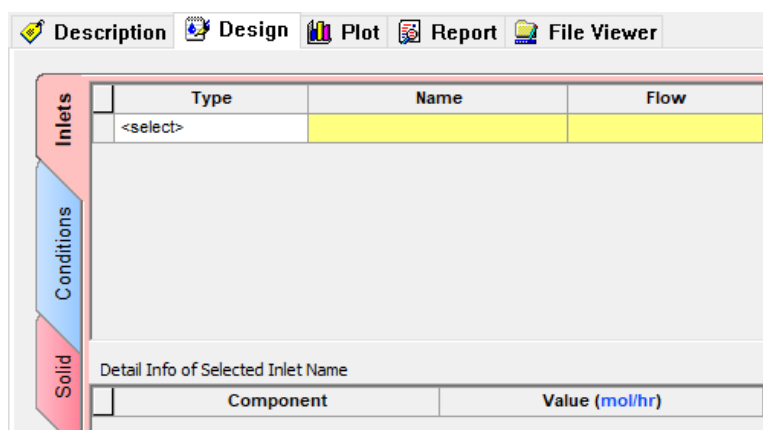 Description Design Plot Report File Viewer
Inlets
Type Name Flow
<select>
Conditions
Solid
Detail Info of Selected Inlet Name
Component Value (mol/hr)